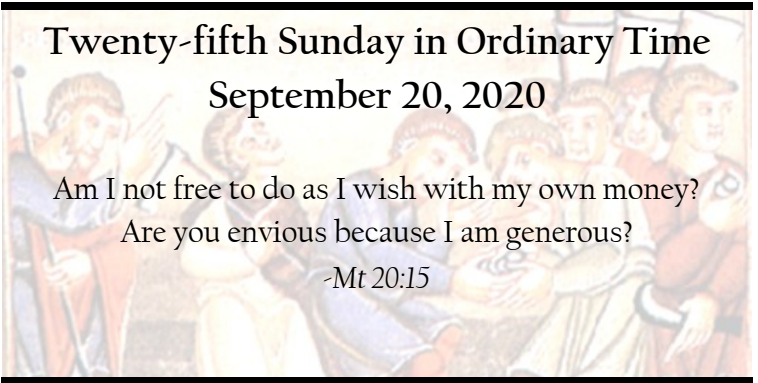 Twenty-fifth Sunday in Ordinary Time
September 20, 2020
Am I not free to do as I wish with my own money?
Are you envious because I am generous?
-Mt 20:15